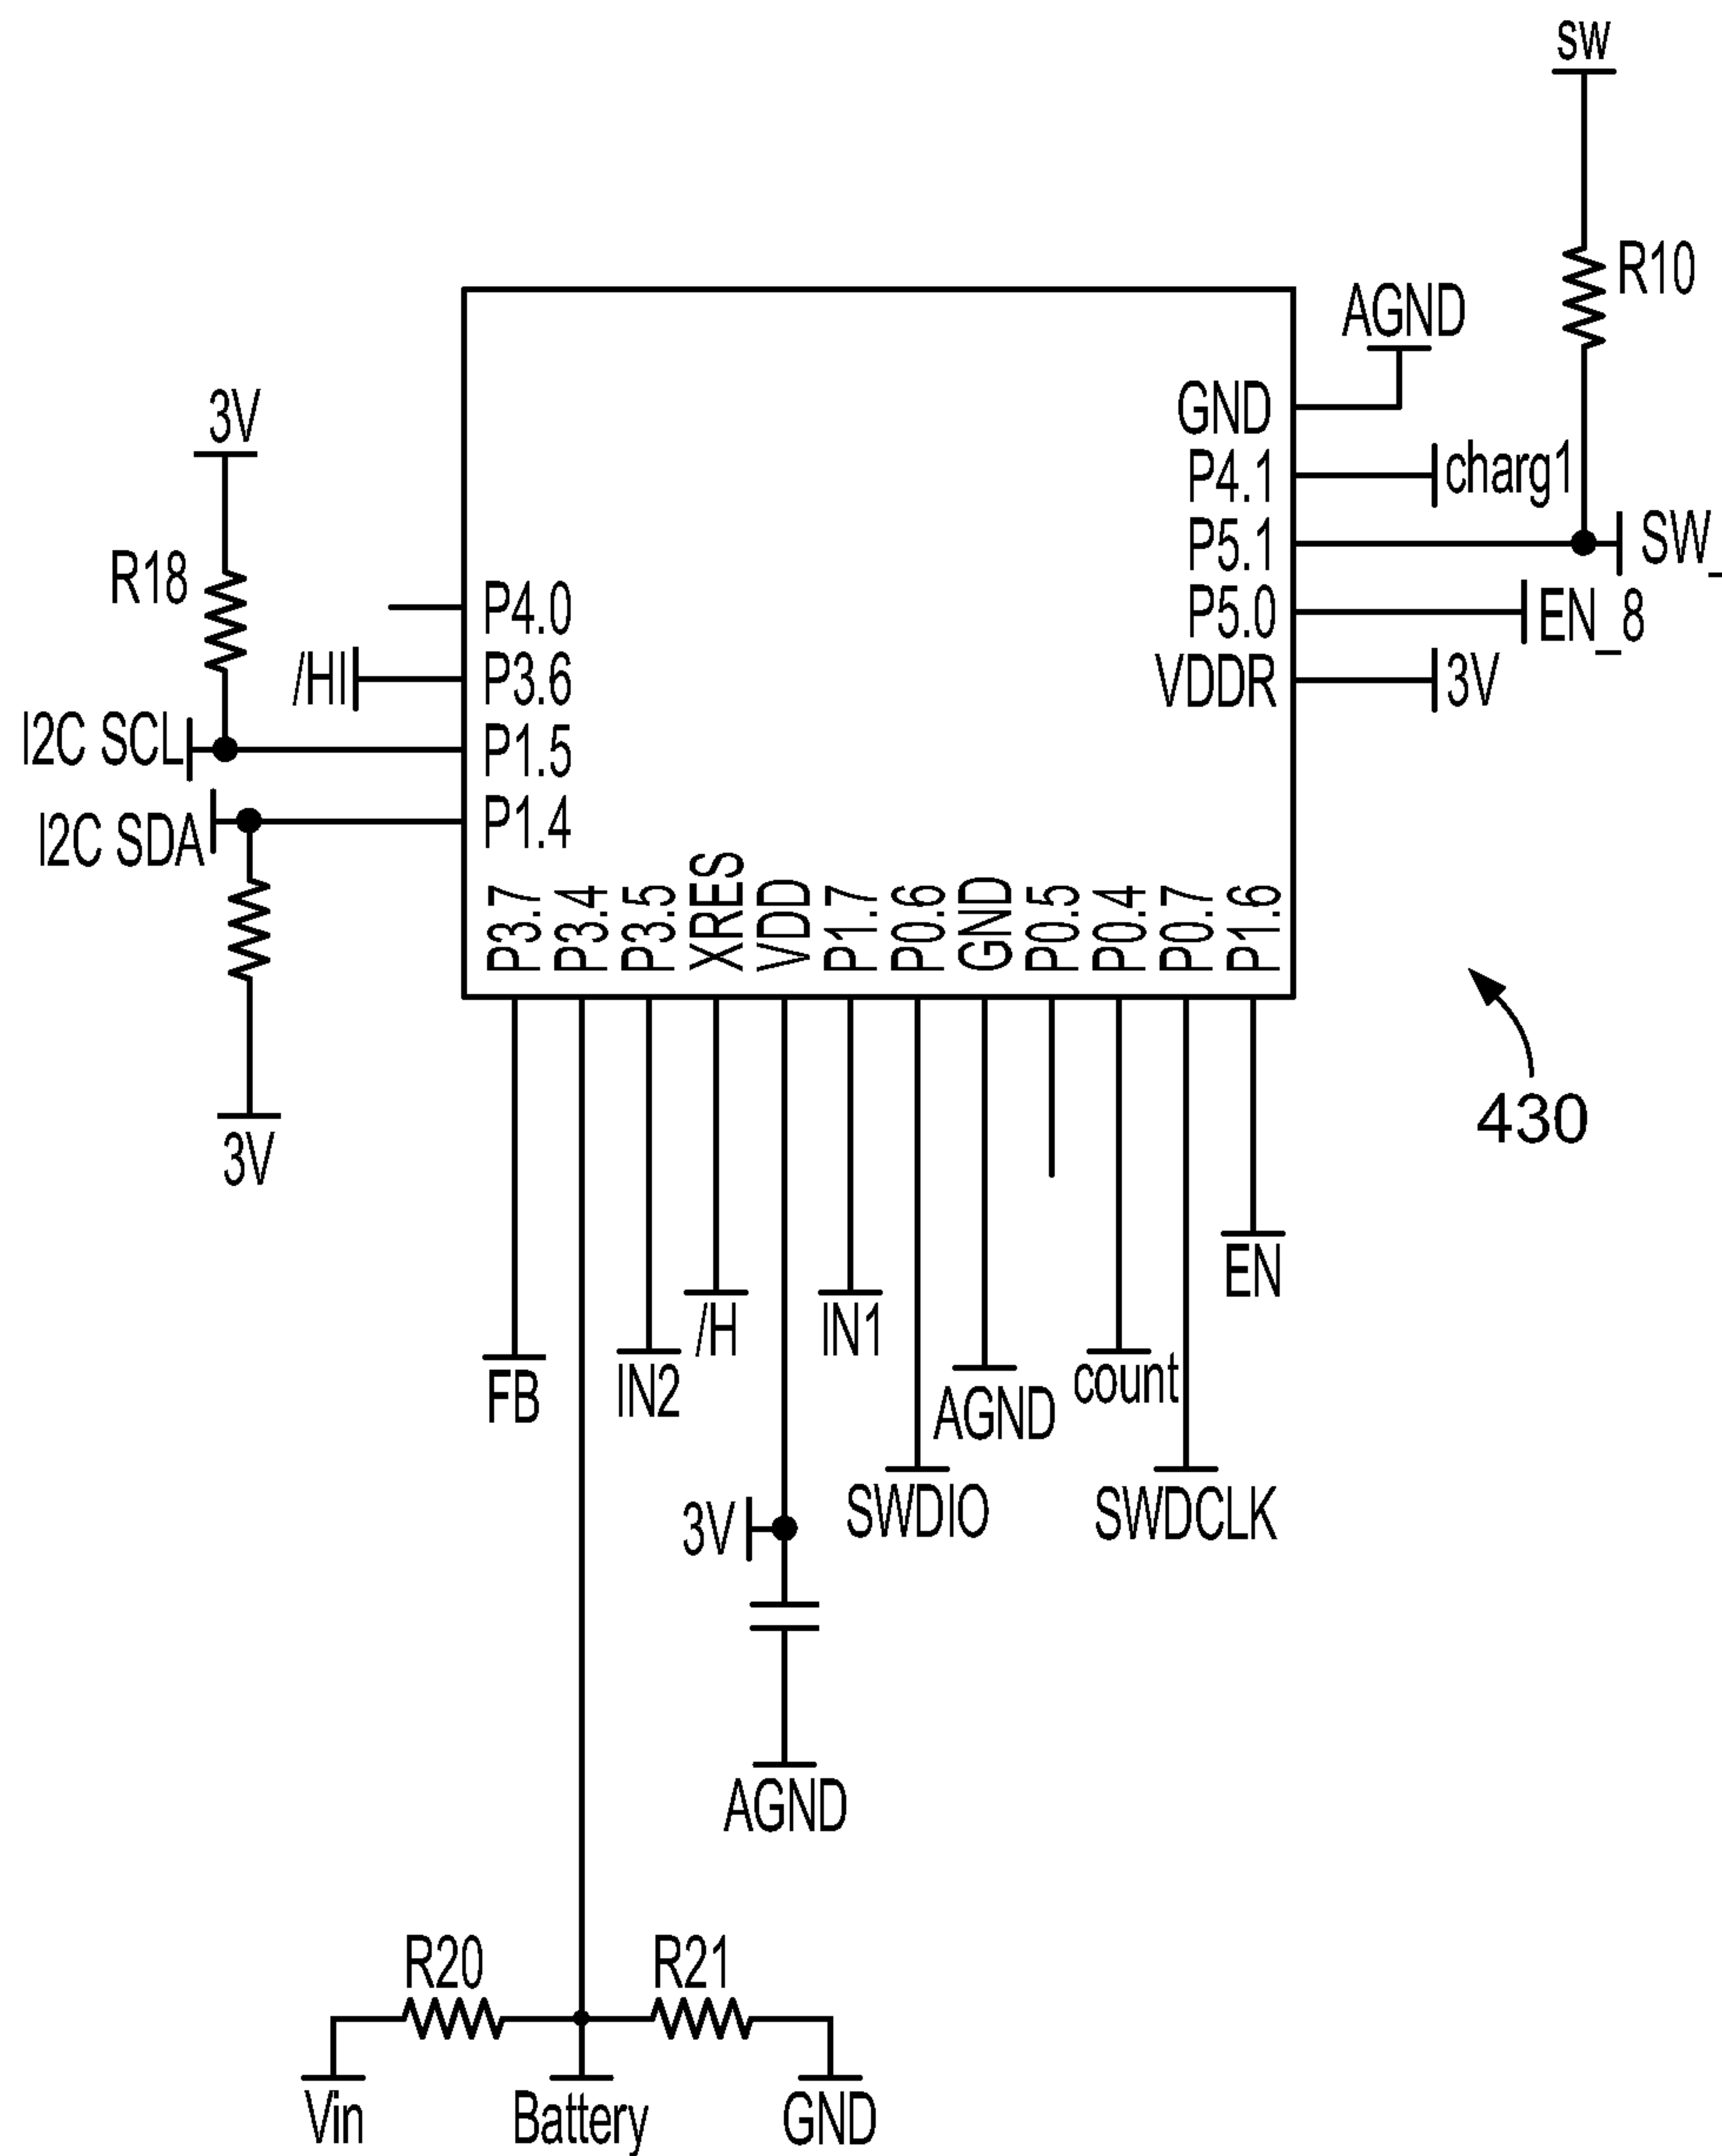 sw
R10
AGND
GND
3V
P4.1
charg1
P5.1
SW_
R18
P4.0
P5.0
EN_8
/HI
P3.6
VDDR
3V
I2C SCL
P1.5
I2C SDA
P1.4
P3.7
P3.4
P3.5
XRES
VDD
P1.7
P0.6
GND
P0.5
P0.4
P0.7
P1.6
430
3V
EN
/H
IN1
FB
IN2
AGND
count
3V
SWDIO
SWDCLK
AGND
R20
R21
Vin
Battery
GND